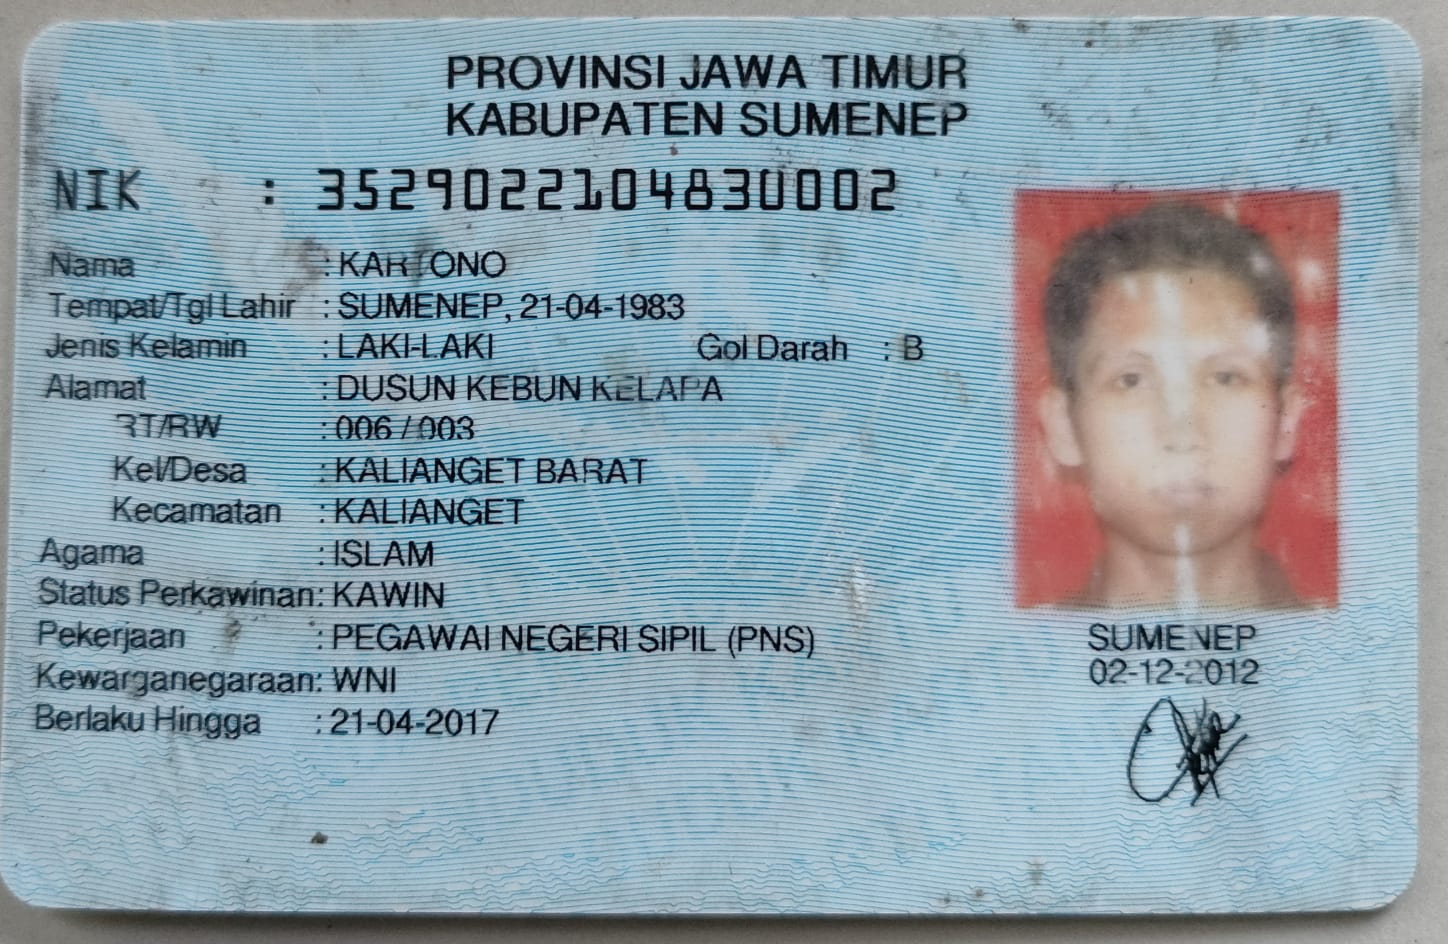 PROVINSI JAWA TIMUR
KABUPATEN SUMENEP
NIK : 3529022104830002
Nama : KARTONO
Tempat/Tgl Lahir : SUMENEP, 21-04-1983
Jenis Kelamin : LAKI-LAKI Gol Darah : B
Alamat : DUSUN KEBUN KELAPA
RT/RW : 006 / 003
Kel/Desa : KALIANGET BARAT
Kecamatan : KALIANGET
Agama : ISLAM
Status Perkawinan: KAWIN
Pekerjaan : PEGAWAI NEGERI SIPIL (PNS)
Kewarganegaraan: WNI
Berlaku Hingga : 21-04-2017
SUMENEP
02-12-2012